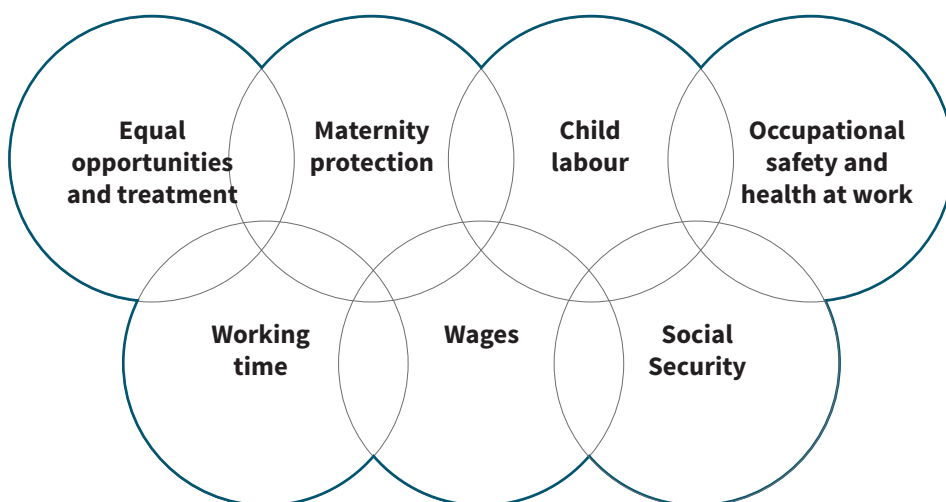 Equal
opportunities
and treatment
Maternity
protection
Child
labour
Occupational
safety and
health at work
Working
time
Wages
Social
Security